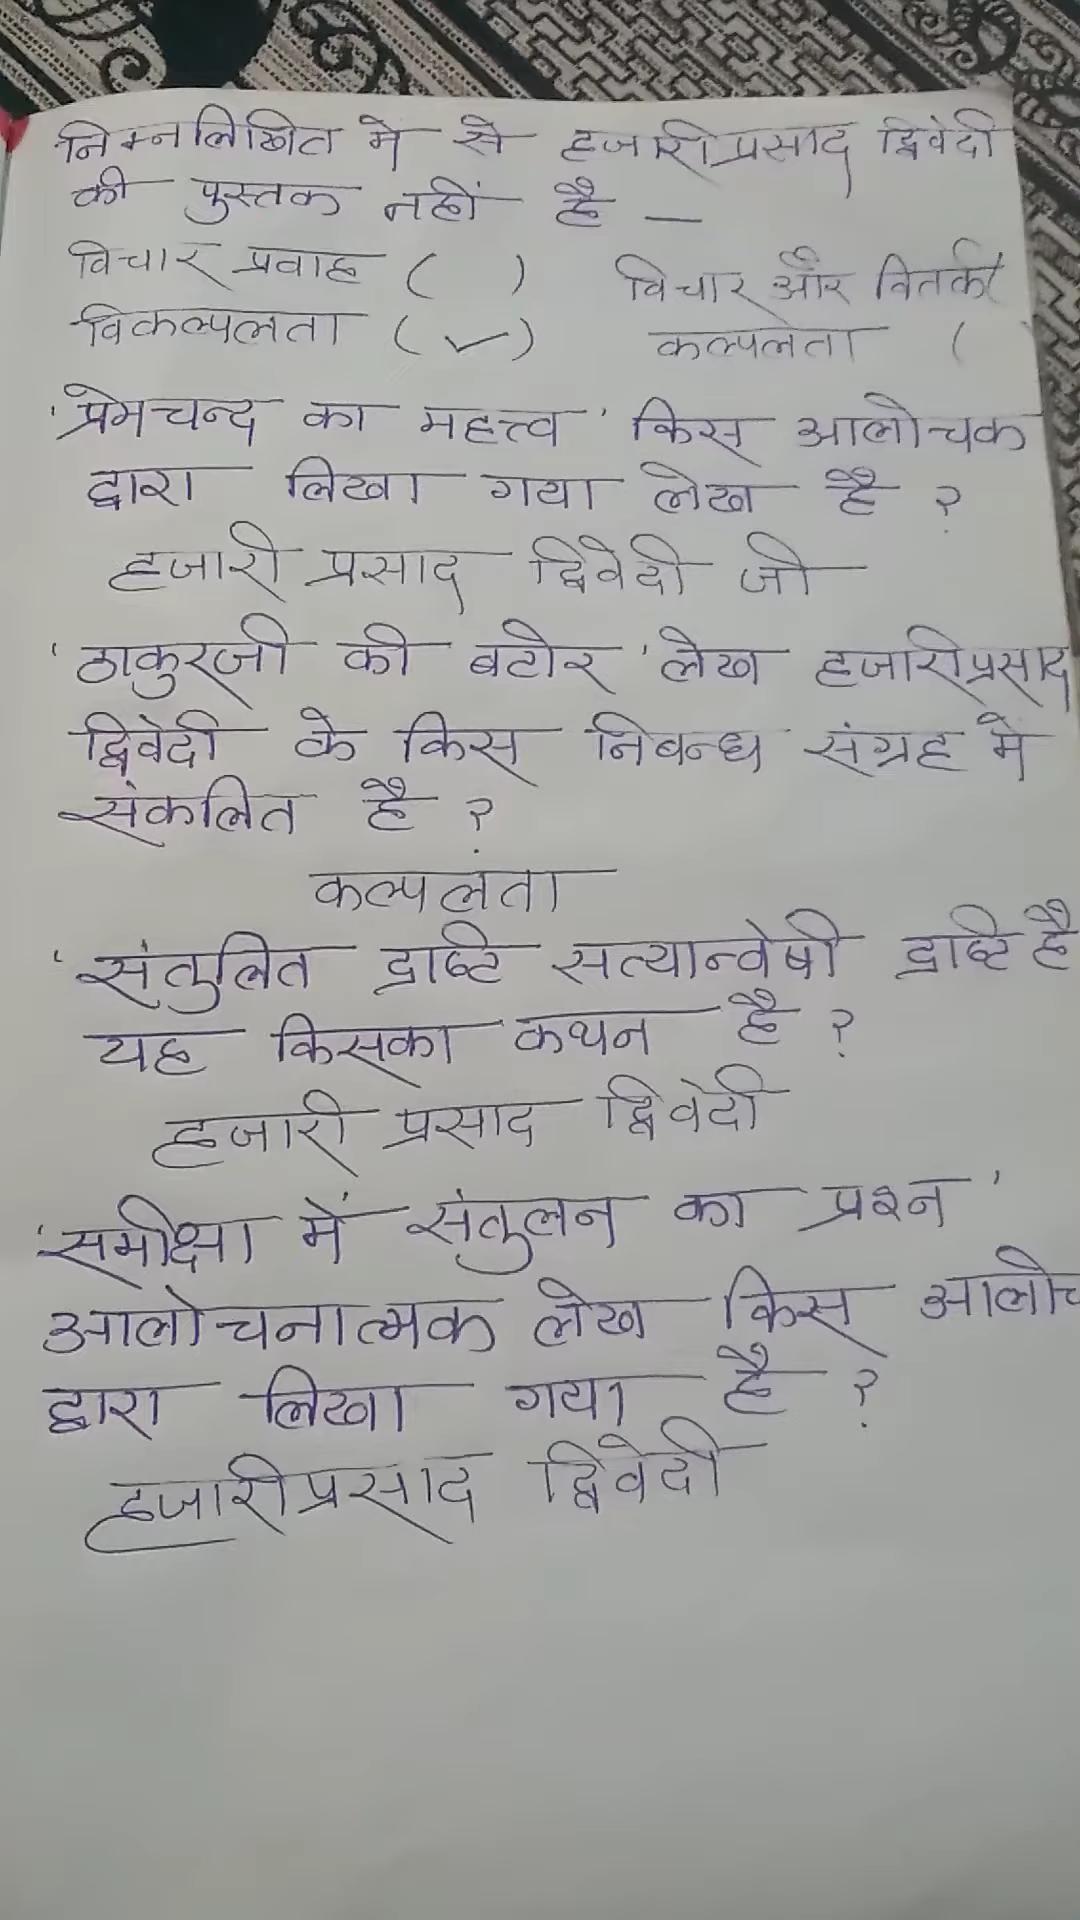 निम्नलिखित मे से हजारीप्रसाद द्विवेदी
की पुस्तक नहीं है —
विचार प्रवाह ( ) विचार और वितर्क (
विकल्पलता (✓) कल्पलता (
'प्रेमचन्द का महत्त्व' किस आलोचक
द्वारा लिखा गया लेख है ?
हजारी प्रसाद द्विवेदी जी
'ठाकुरजी की बटोर' लेख हजारीप्रसाद
द्विवेदी के किस निबन्ध संग्रह मे
संकलित है ?
कल्पलता
'संतुलित द्राष्टि सत्यान्वेषी द्राष्टि है
यह किसका कथन है ?
हजारी प्रसाद द्विवेदी
'समीक्षा में संतुलन का प्रश्न'
आलोचनात्मक लेख किस आलोच
द्वारा लिखा गया है ?
हजारीप्रसाद द्विवेदी